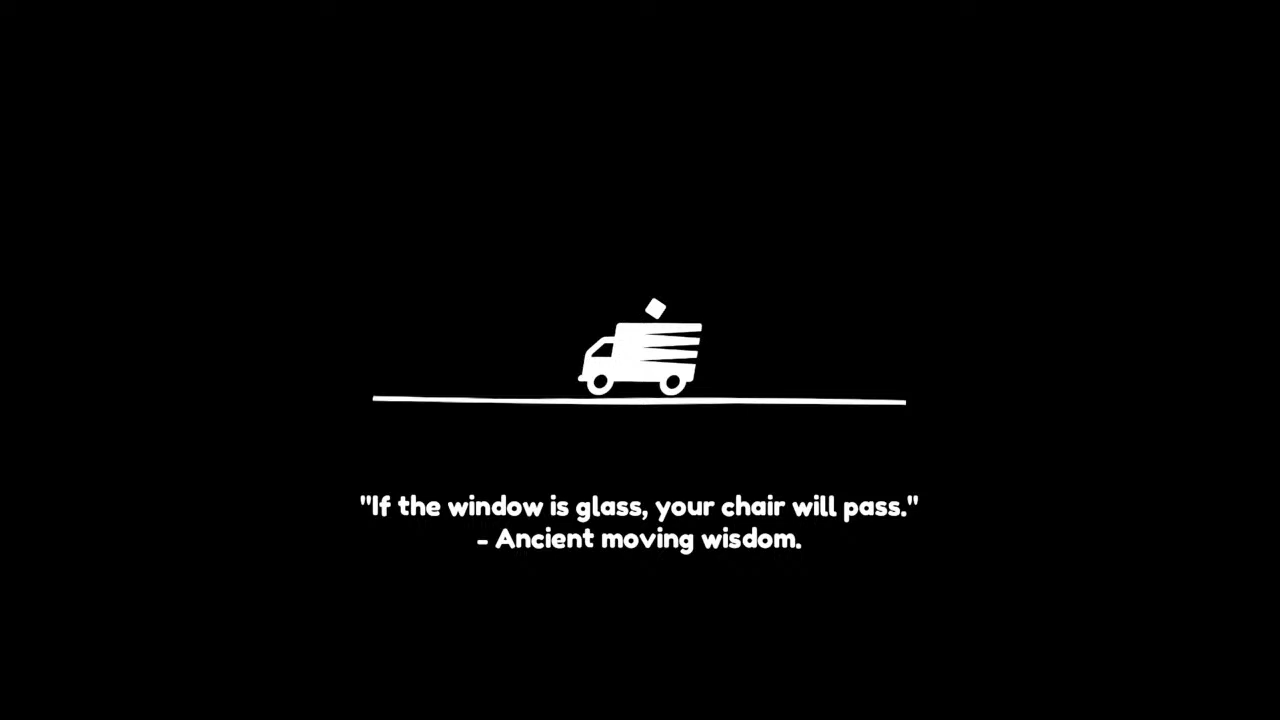 "If the window is glass, your chair will pass."
- Ancient moving wisdom.